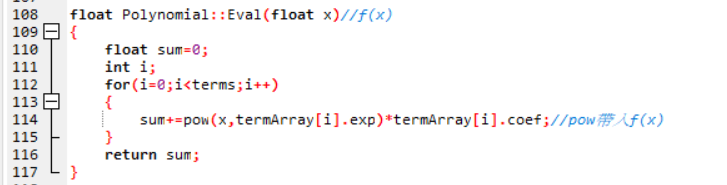 108 float Polynomial::Eval(float x)//f(x)
109 {
110 float sum=0;
111 int i;
112 for(i=0;i<terms;i++)
113 {
114 sum+=pow(x,termArray[i].exp)*termArray[i].coef;//pow帶入f(x)
115 }
116 return sum;
117 }